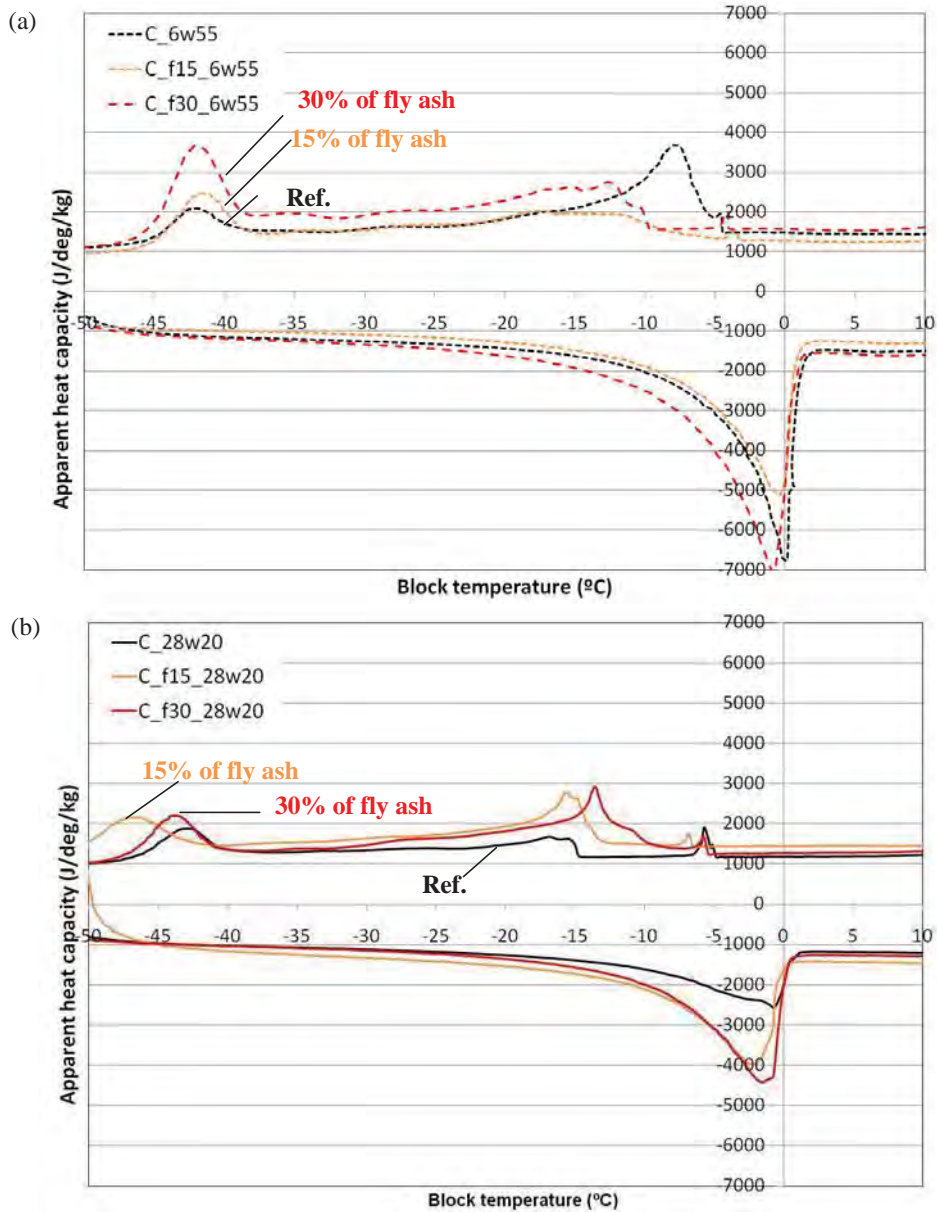 (a)
7000
6000
5000
4000
3000
2000
1000
0
-1000
-2000
-3000
-4000
-5000
-6000
-7000
C_6w55
C_f15_6w55
C_f30_6w55
30% of fly ash
15% of fly ash
Ref.
-50 -45 -40 -35 -30 -25 -20 -15 -10 -5 0 5 10
Apparent heat capacity (J/deg/kg)
Block temperature (ºC)
(b)
7000
6000
5000
4000
3000
2000
1000
0
-1000
-2000
-3000
-4000
-5000
-6000
-7000
C_28w20
C_f15_28w20
C_f30_28w20
15% of fly ash
30% of fly ash
Ref.
-50 -45 -40 -35 -30 -25 -20 -15 -10 -5 0 5 10
Apparent heat capacity (J/deg/kg)
Block temperature (ºC)